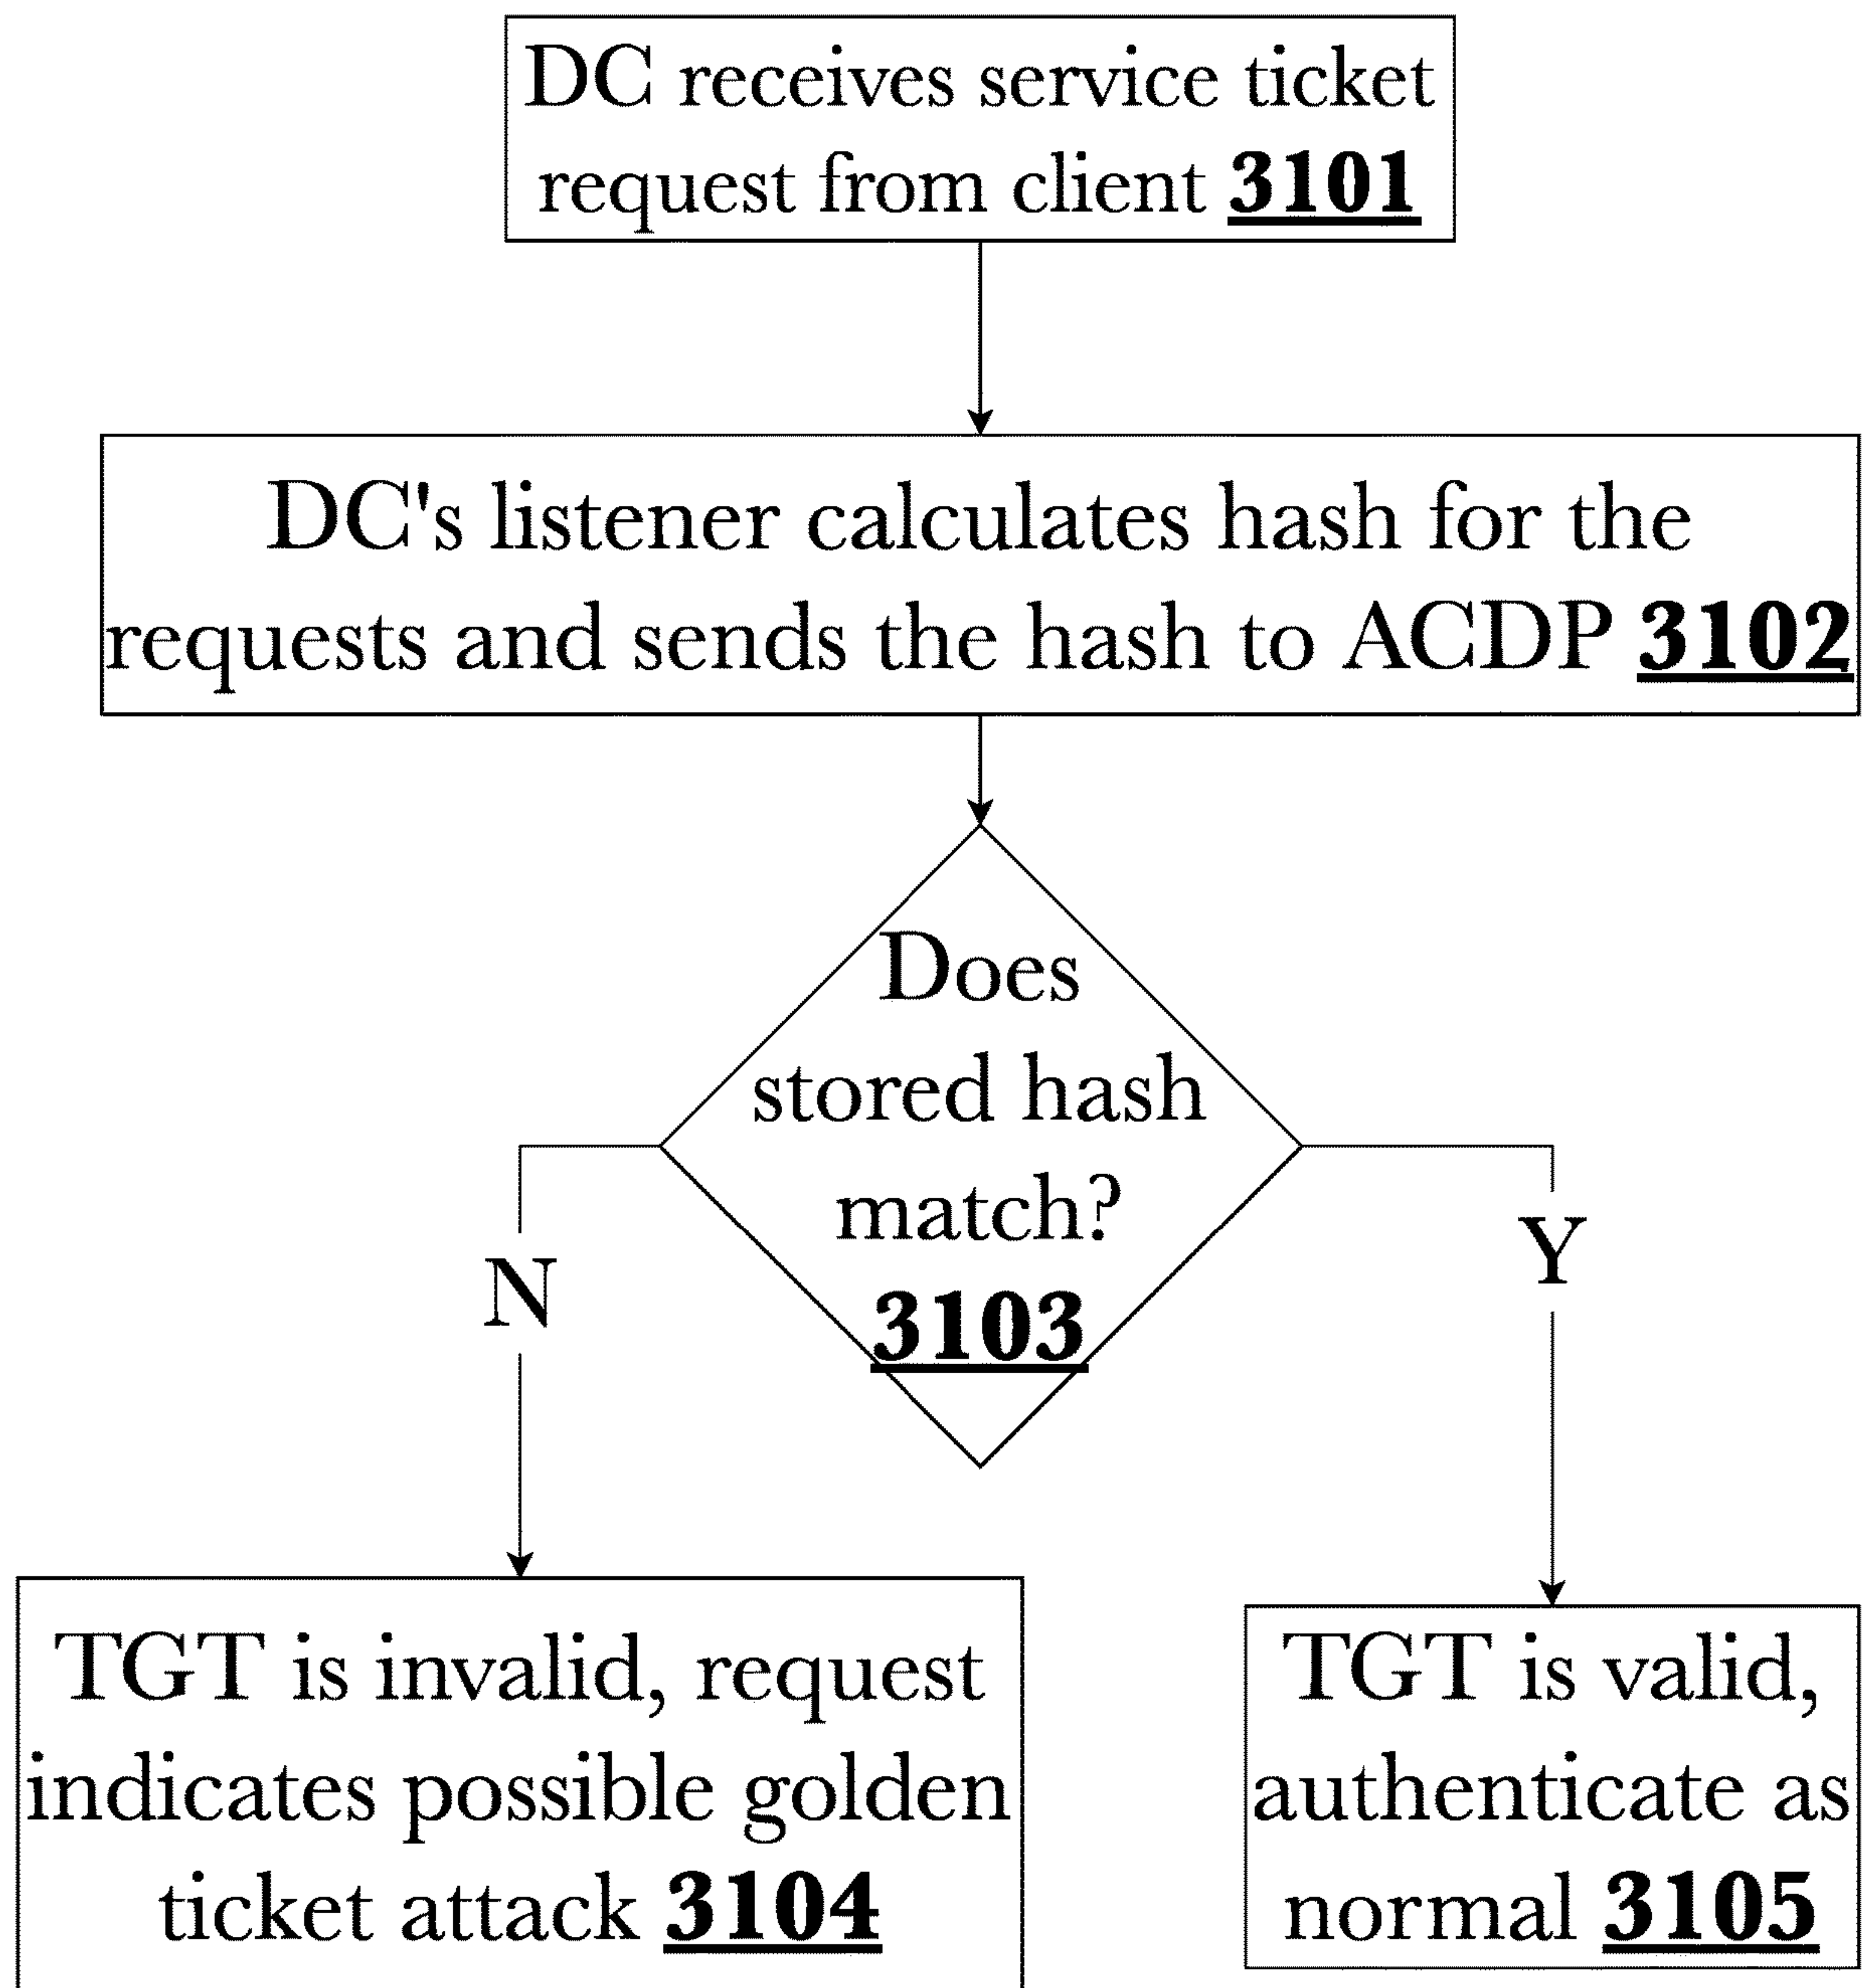 DC receives service ticket
request from client 3101
DC's listener calculates hash for the
requests and sends the hash to ACDP 3102
Does
stored hash
match?
3103
N
Y
TGT is invalid, request
indicates possible golden
ticket attack 3104
TGT is valid,
authenticate as
normal 3105